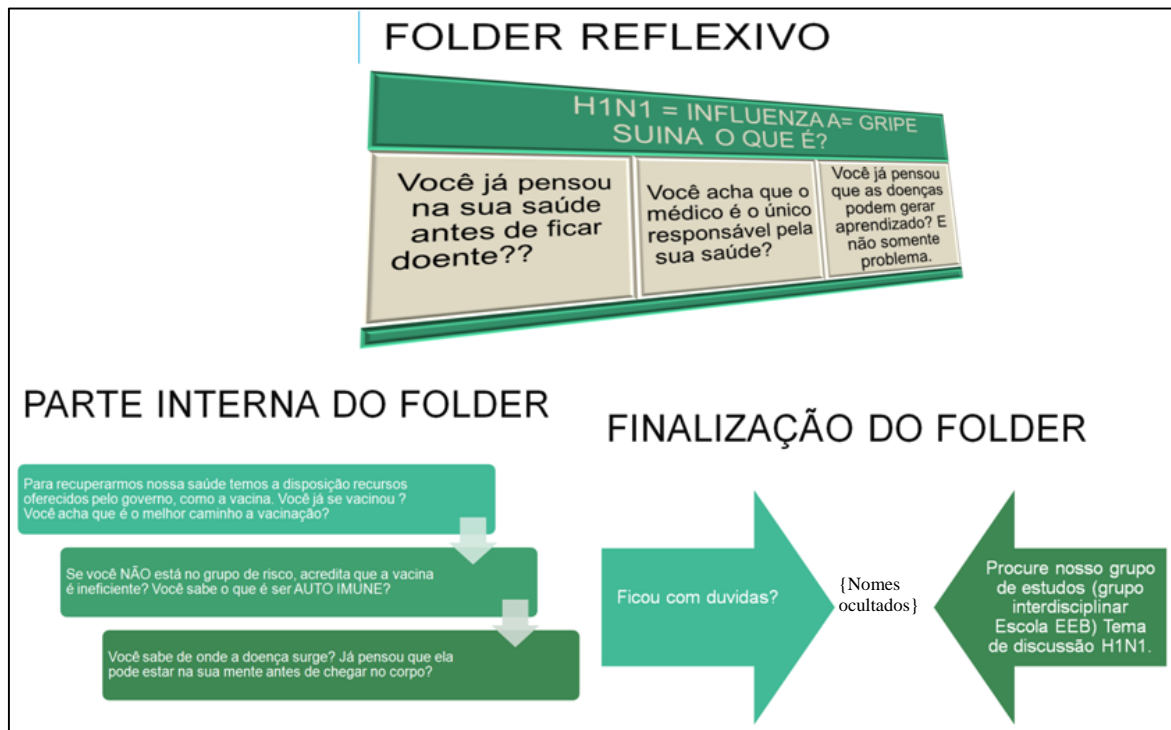 FOLDER REFLEXIVO
H1N1 = INFLUENZA A= GRIPE
SUINA O QUE É?
Você já pensou
na sua saúde
antes de ficar
doente??
Você acha que o
médico é o único
responsável pela
sua saúde?
Você já pensou
que as doenças
podem gerar
aprendizado? E
não somente
problema.
PARTE INTERNA DO FOLDER
Para recuperarmos nossa saúde temos a disposição recursos
oferecidos pelo governo, como a vacina. Você já se vacinou ?
Você acha que é o melhor caminho a vacinação?
Se você NÃO está no grupo de risco, acredita que a vacina
é ineficiente? Você sabe o que é ser AUTO IMUNE?
Você sabe de onde a doença surge? Já pensou que ela
pode estar na sua mente antes de chegar no corpo?
FINALIZAÇÃO DO FOLDER
Ficou com duvidas?
{Nomes
ocultados}
Procure nosso grupo
de estudos (grupo
interdisciplinar
Escola EEB) Tema
de discussão H1N1.